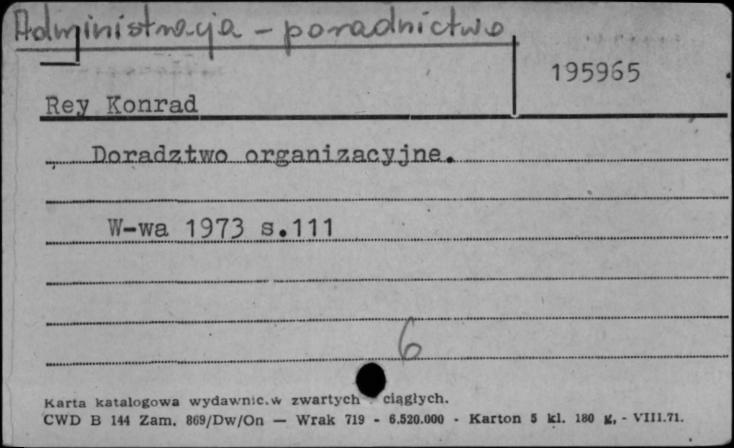 Administracja - poradnictwo
195965
Rey Konrad
Doradztwo organizacyjne.
W-wa 1973 s.111
6
Karta katalogowa wydawnic.w zwartych ciągłych.
CWD B 144 Zam. 869/Dw/On — Wrak 719 - 6.520.000 - Karton 5 kl. 180 g, - VIII.71.